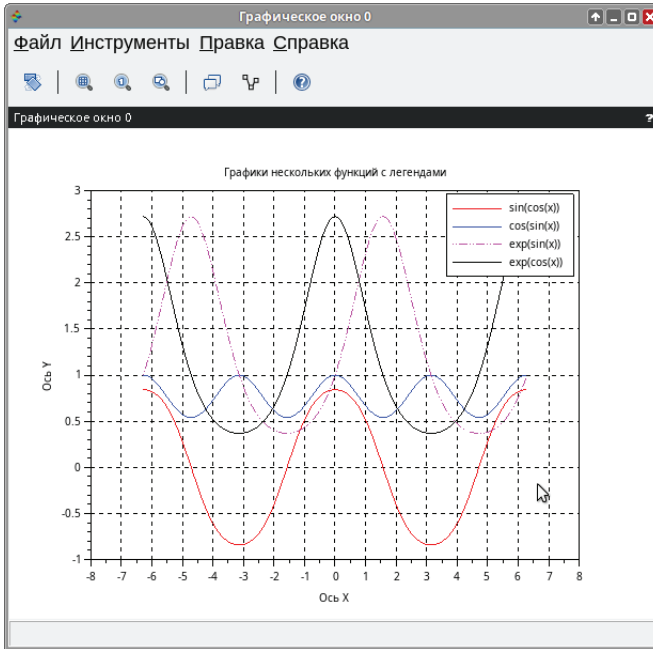 Графическое окно 0
Файл Инструменты Правка Справка
Графическое окно 0
?
Графики нескольких функций с легендами
sin(cos(x))
cos(sin(x))
exp(sin(x))
exp(cos(x))
3
2.5
2
1.5
1
0.5
0
-0.5
-1
Ось Y
-8 -7 -6 -5 -4 -3 -2 -1 0 1 2 3 4 5 6 7 8
Ось X